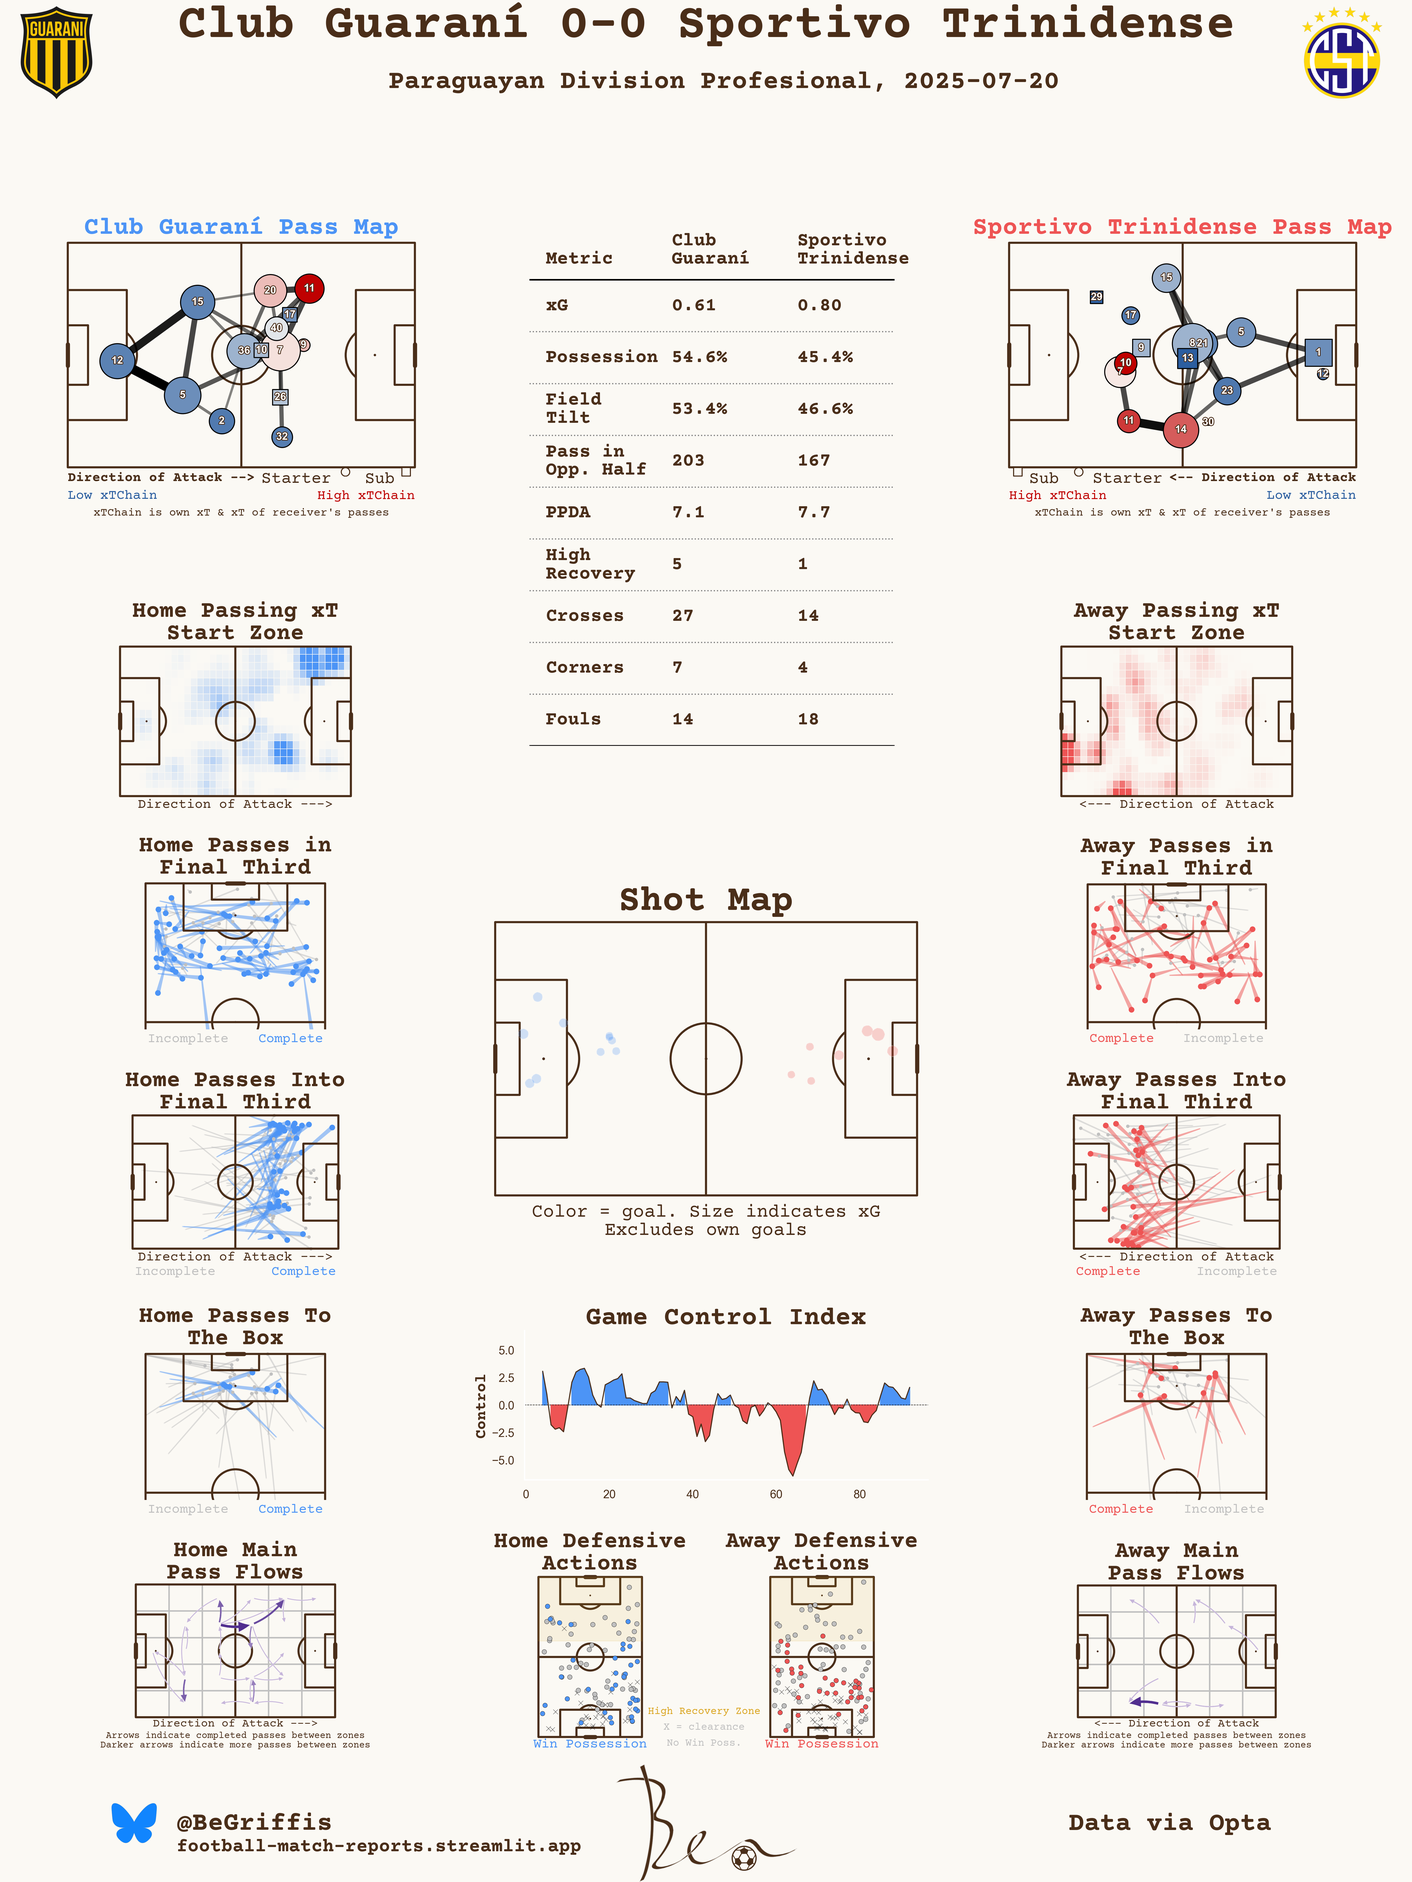 Club Guaraní 0-0 Sportivo Trinidense
Paraguayan Division Profesional, 2025-07-20
GUARANI
CST
Club Guaraní Pass Map
20
11
15
17
40
36
10
7
9
12
5
26
2
32
Direction of Attack --> Starter Sub
Low xTChain High xTChain
xTChain is own xT & xT of receiver's passes
Metric Club Guaraní Sportivo Trinidense
xG 0.61 0.80
Possession 54.6% 45.4%
Field Tilt 53.4% 46.6%
Pass in Opp. Half 203 167
PPDA 7.1 7.7
High Recovery 5 1
Crosses 27 14
Corners 7 4
Fouls 14 18
Sportivo Trinidense Pass Map
15
29
17
5
9
8
21
1
13
10
7
12
23
11
14
30
Sub Starter <-- Direction of Attack
High xTChain Low xTChain
xTChain is own xT & xT of receiver's passes
Home Passing xT
Start Zone
Direction of Attack --->
Away Passing xT
Start Zone
<--- Direction of Attack
Home Passes in
Final Third
Incomplete Complete
Away Passes in
Final Third
Complete Incomplete
Shot Map
Color = goal. Size indicates xG
Excludes own goals
Home Passes Into
Final Third
Direction of Attack --->
Incomplete Complete
Away Passes Into
Final Third
<--- Direction of Attack
Complete Incomplete
Home Passes To
The Box
Incomplete Complete
Game Control Index
Control
5.0
2.5
0.0
−2.5
−5.0
0 20 40 60 80
Away Passes To
The Box
Complete Incomplete
Home Main
Pass Flows
Direction of Attack --->
Arrows indicate completed passes between zones
Darker arrows indicate more passes between zones
Home Defensive
Actions
Win Possession
Away Defensive
Actions
Win Possession
High Recovery Zone
X = clearance
No Win Poss.
Away Main
Pass Flows
<--- Direction of Attack
Arrows indicate completed passes between zones
Darker arrows indicate more passes between zones
@BeGriffis
football-match-reports.streamlit.app
Ben
Data via Opta